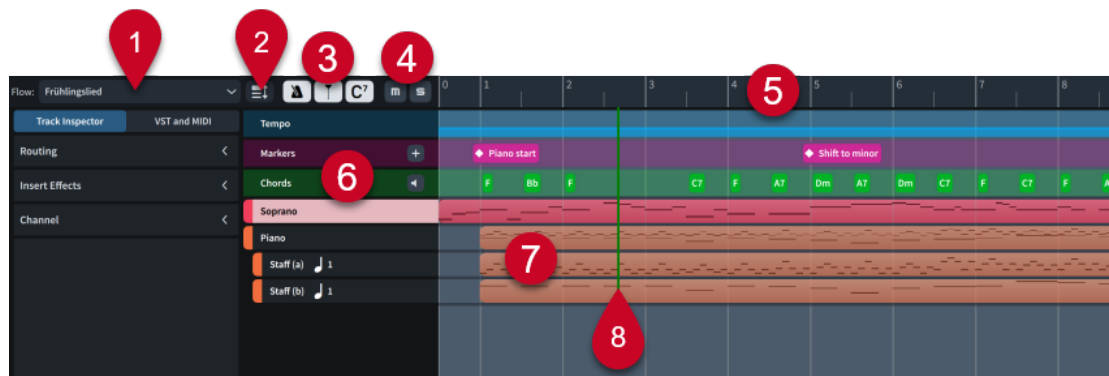 1 2 3 4
Flow: Frühlingslied C7 m s 0 1 2 3 4 5 5 6 7 8
Track Inspector VST and MIDI Tempo
Routing Markers Piano start Shift to minor
Insert Effects Chords 6 F Bb F C7 F A7 Dm A7 Dm C7 F C7 F A
Channel Soprano
Piano
Staff (a) 1 7
Staff (b) 1
8